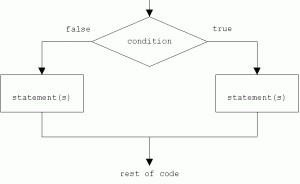 false
true
condition
statement(s)
statement(s)
rest of code